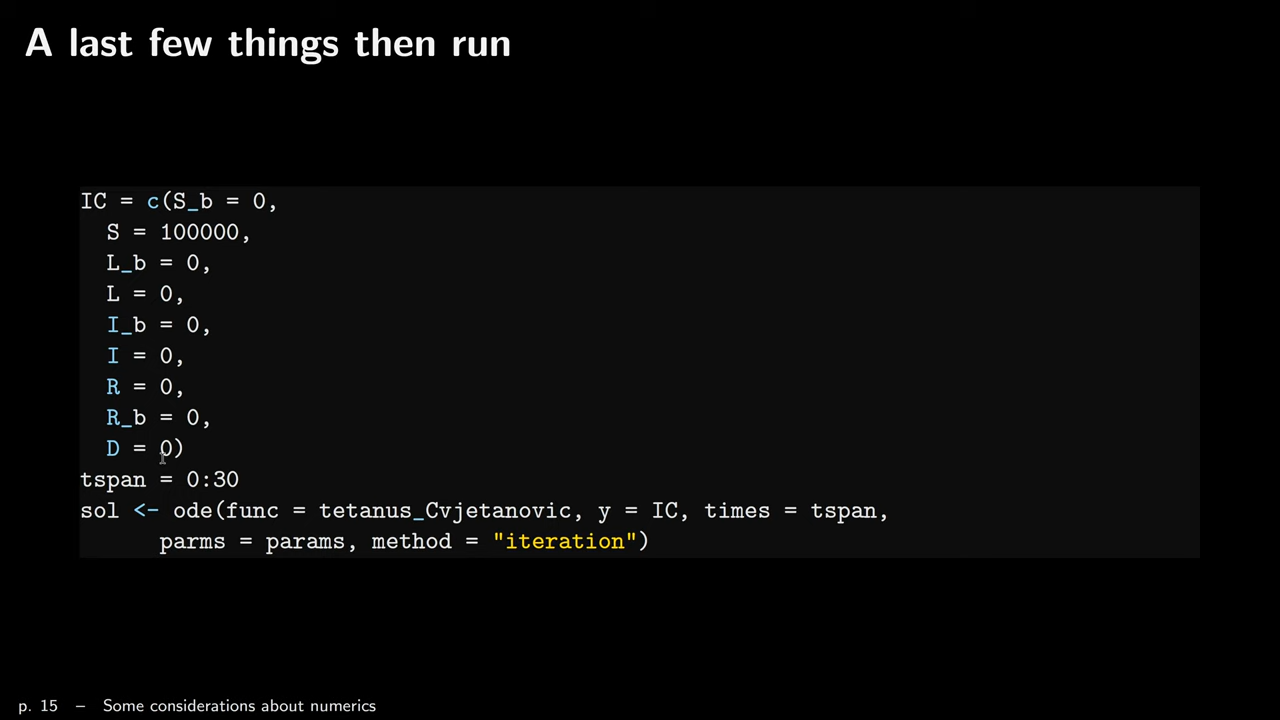 A last few things then run
IC = c(S_b = 0,
S = 100000,
L_b = 0,
L = 0,
I_b = 0,
I = 0,
R = 0,
R_b = 0,
D = 0)
tspan = 0:30
sol <- ode(func = tetanus_Cvjetanovic, y = IC, times = tspan,
parms = params, method = "iteration")
p. 15 – Some considerations about numerics